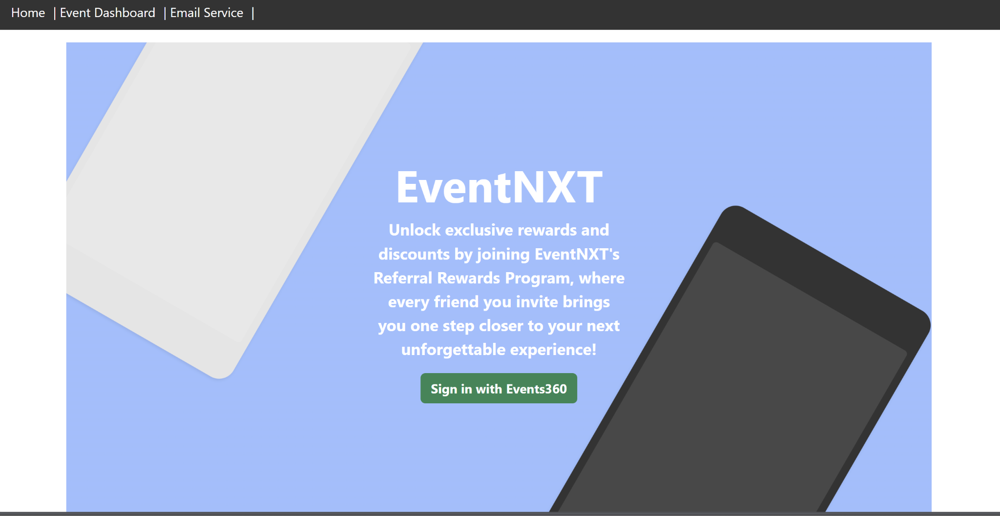 Home | Event Dashboard | Email Service |
EventNXT
Unlock exclusive rewards and
discounts by joining EventNXT's
Referral Rewards Program, where
every friend you invite brings
you one step closer to your next
unforgettable experience!
Sign in with Events360